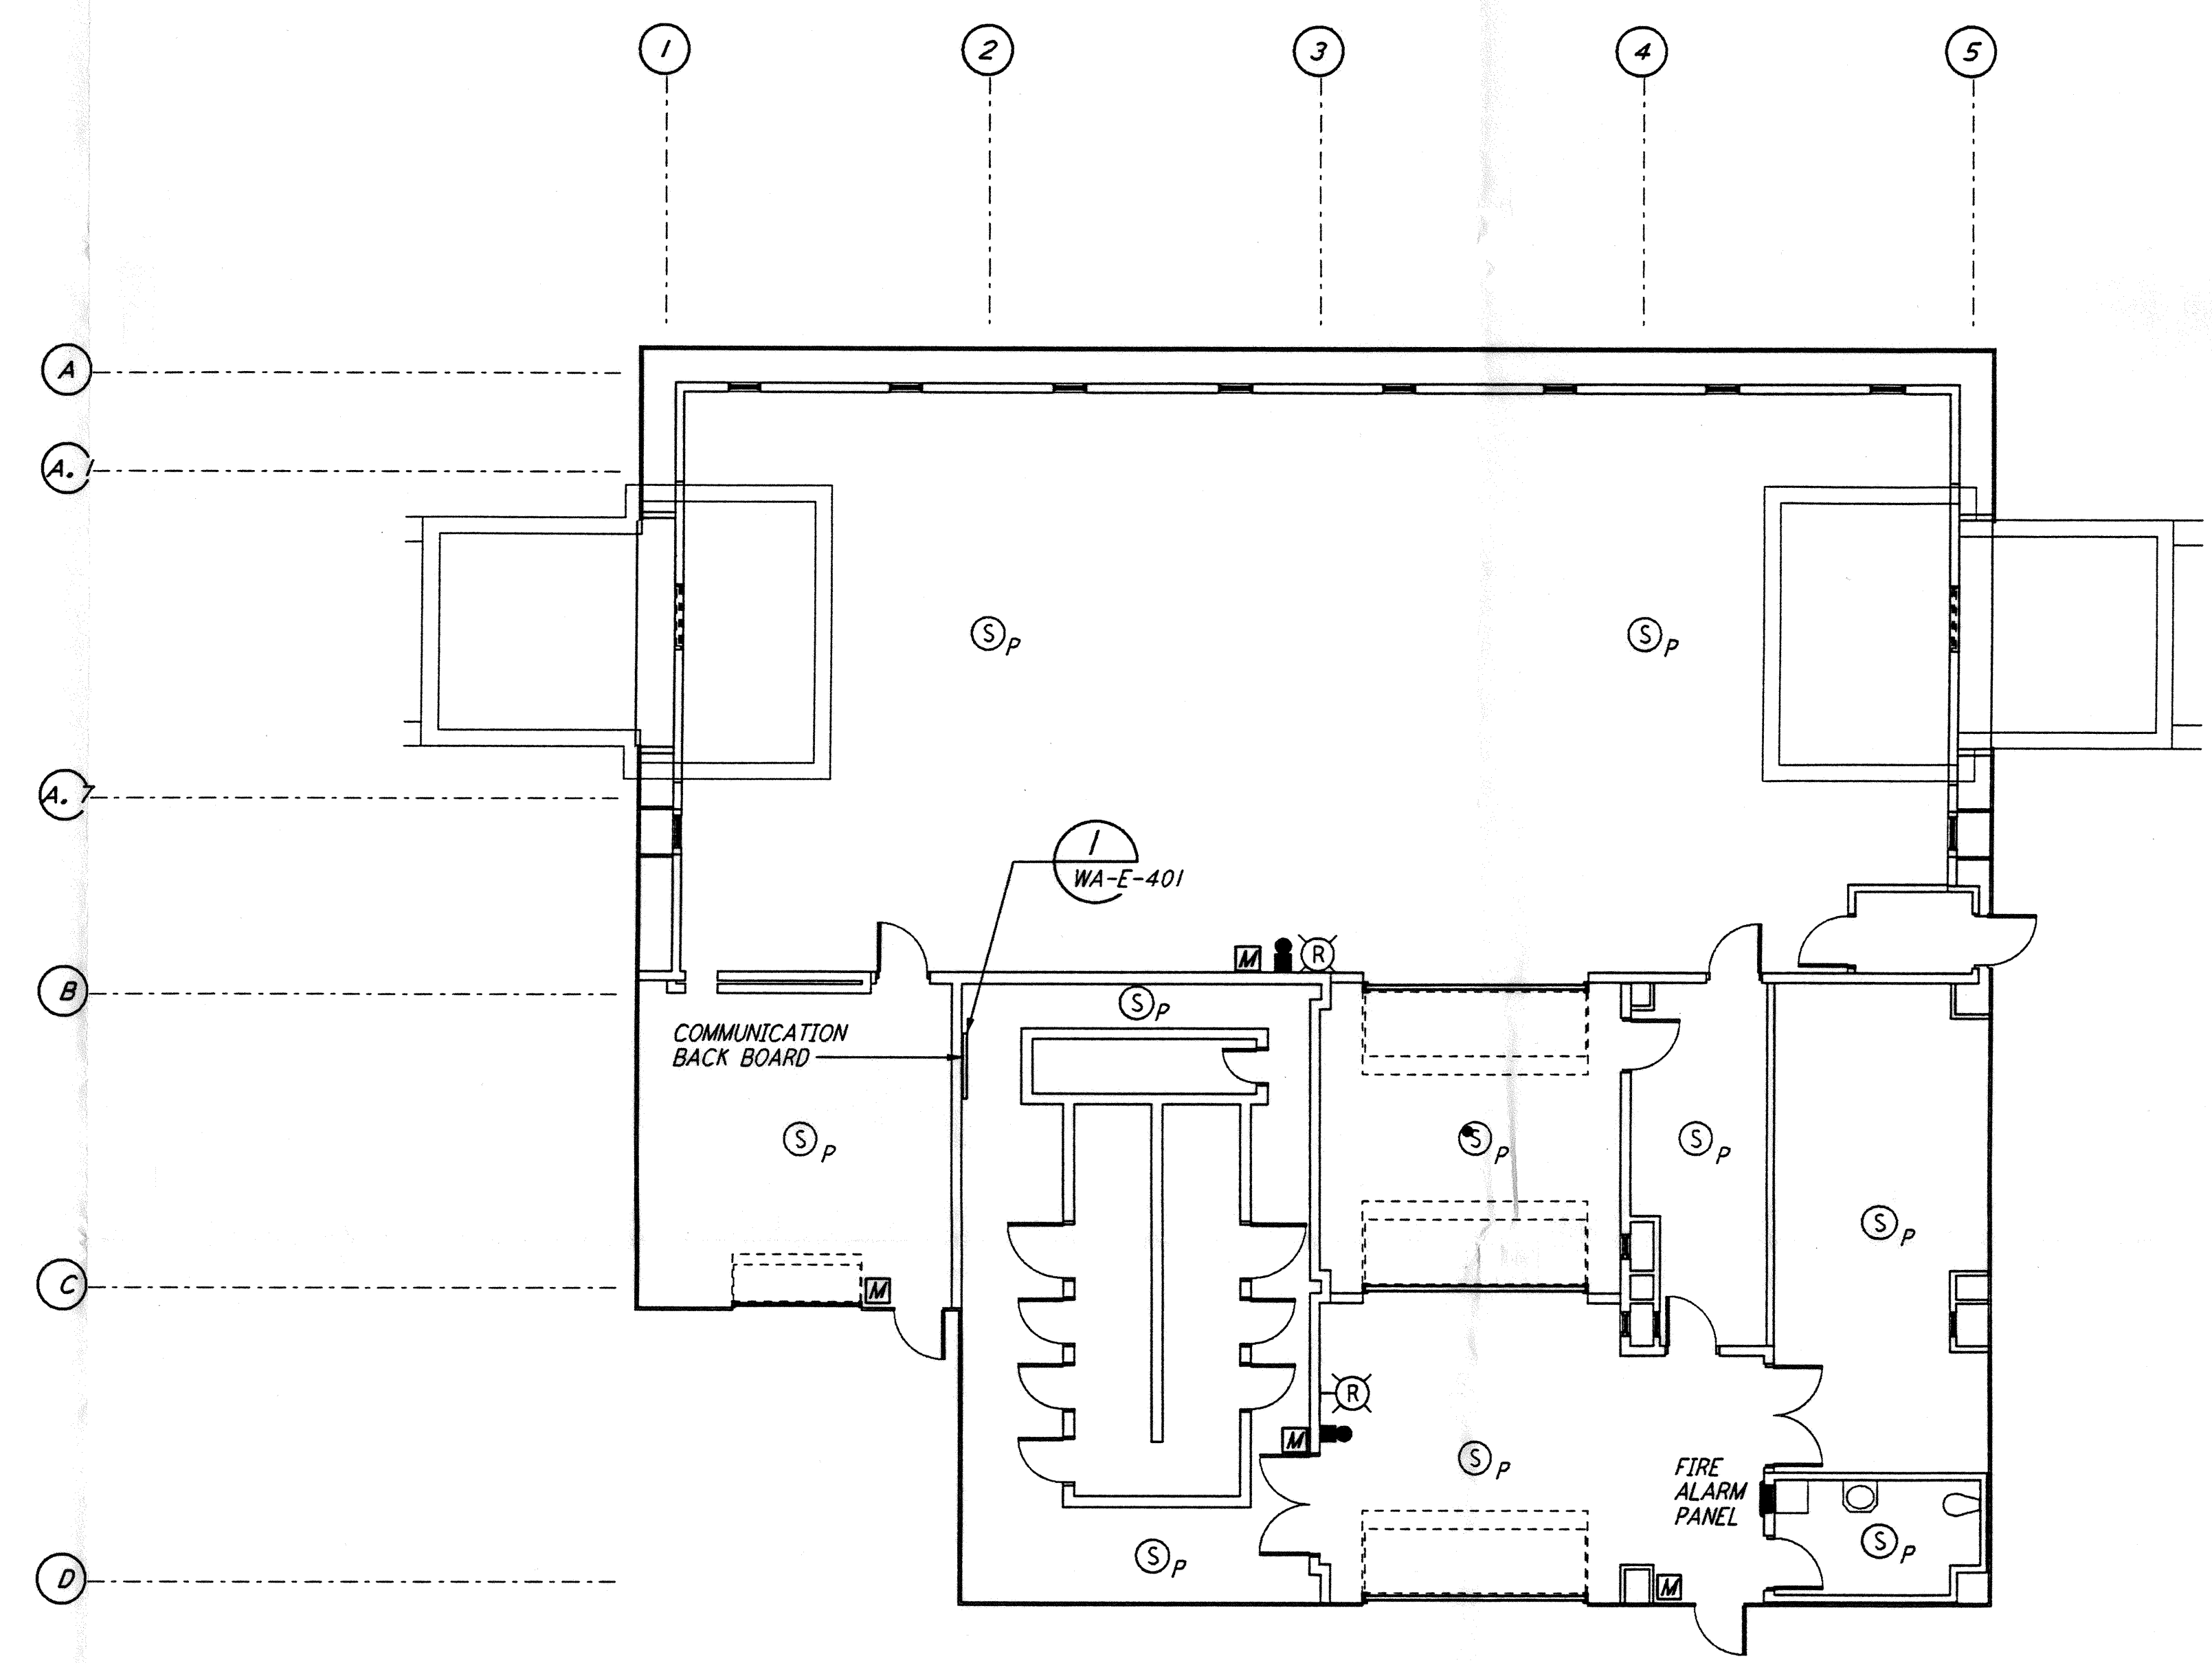 1 2 3 4 5
A
A. 1
S P S P
A. 7
1
WA-E-401
M R
B
S P
COMMUNICATION
BACK BOARD
S P S P S P
S P
C
M
R
M
S P
FIRE
ALARM
PANEL
S P
S P
D
M